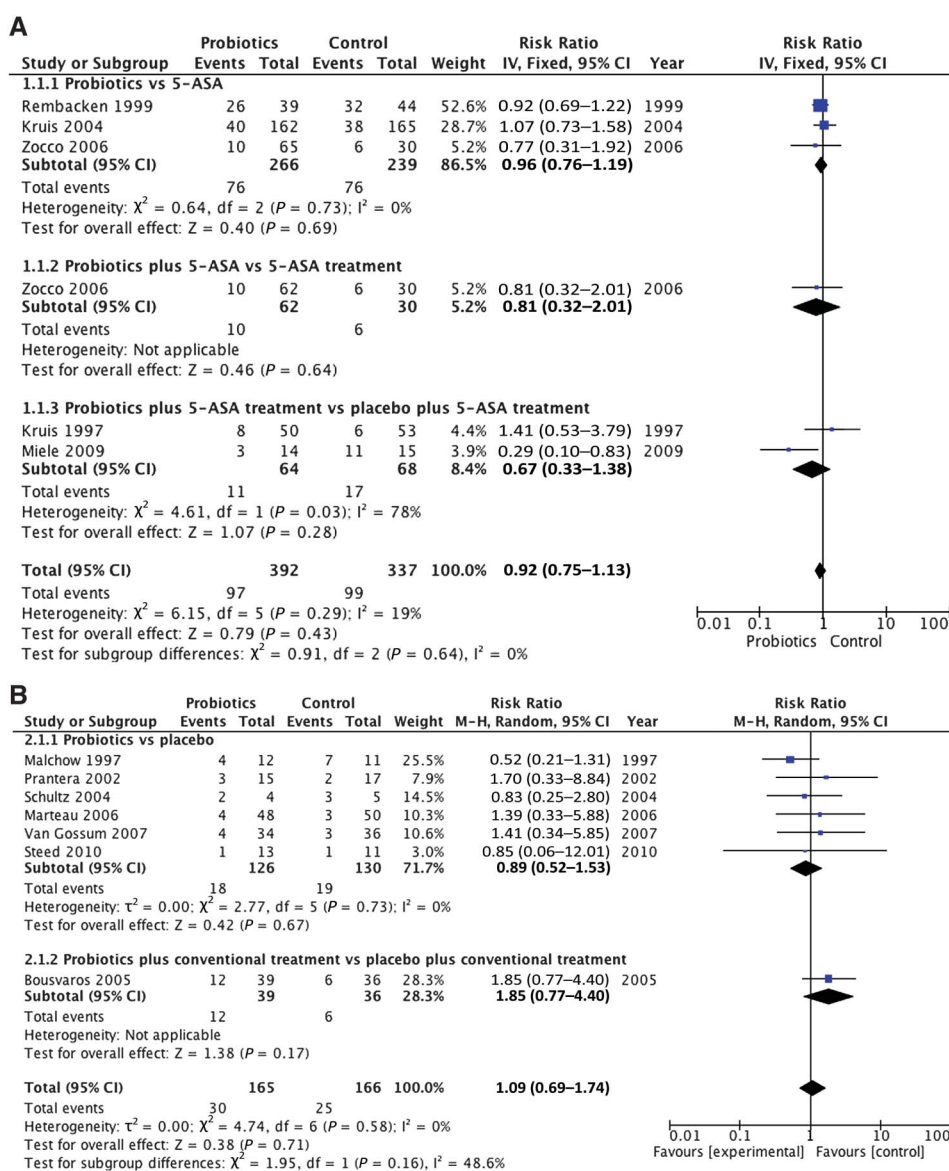 A
Probiotics Control Risk Ratio Risk Ratio
Study or Subgroup Events Total Events Total Weight IV, Fixed, 95% CI Year IV, Fixed, 95% CI
1.1.1 Probiotics vs 5-ASA
Rembacken 1999 26 39 32 44 52.6% 0.92 (0.69–1.22) 1999
Kruis 2004 40 162 38 165 28.7% 1.07 (0.73–1.58) 2004
Zocco 2006 10 65 6 30 5.2% 0.77 (0.31–1.92) 2006
Subtotal (95% CI) 266 239 86.5% 0.96 (0.76–1.19)
Total events 76 76
Heterogeneity: χ² = 0.64, df = 2 (P = 0.73); I² = 0%
Test for overall effect: Z = 0.40 (P = 0.69)
1.1.2 Probiotics plus 5-ASA vs 5-ASA treatment
Zocco 2006 10 62 6 30 5.2% 0.81 (0.32–2.01) 2006
Subtotal (95% CI) 62 30 5.2% 0.81 (0.32–2.01)
Total events 10 6
Heterogeneity: Not applicable
Test for overall effect: Z = 0.46 (P = 0.64)
1.1.3 Probiotics plus 5-ASA treatment vs placebo plus 5-ASA treatment
Kruis 1997 8 50 6 53 4.4% 1.41 (0.53–3.79) 1997
Miele 2009 3 14 11 15 3.9% 0.29 (0.10–0.83) 2009
Subtotal (95% CI) 64 68 8.4% 0.67 (0.33–1.38)
Total events 11 17
Heterogeneity: χ² = 4.61, df = 1 (P = 0.03); I² = 78%
Test for overall effect: Z = 1.07 (P = 0.28)
Total (95% CI) 392 337 100.0% 0.92 (0.75–1.13)
Total events 97 99
Heterogeneity: χ² = 6.15, df = 5 (P = 0.29); I² = 19%
Test for overall effect: Z = 0.79 (P = 0.43)
Test for subgroup differences: χ² = 0.91, df = 2 (P = 0.64), I² = 0%
0.01 0.1 1 10 100
Probiotics Control
B
Probiotics Control Risk Ratio Risk Ratio
Study or Subgroup Events Total Events Total Weight M-H, Random, 95% CI Year M-H, Random, 95% CI
2.1.1 Probiotics vs placebo
Malchow 1997 4 12 7 11 25.5% 0.52 (0.21–1.31) 1997
Prantera 2002 3 15 2 17 7.9% 1.70 (0.33–8.84) 2002
Schultz 2004 2 4 3 5 14.5% 0.83 (0.25–2.80) 2004
Marteau 2006 4 48 3 50 10.3% 1.39 (0.33–5.88) 2006
Van Gossum 2007 4 34 3 36 10.6% 1.41 (0.34–5.85) 2007
Steed 2010 1 13 1 11 3.0% 0.85 (0.06–12.01) 2010
Subtotal (95% CI) 126 130 71.7% 0.89 (0.52–1.53)
Total events 18 19
Heterogeneity: τ² = 0.00; χ² = 2.77, df = 5 (P = 0.73); I² = 0%
Test for overall effect: Z = 0.42 (P = 0.67)
2.1.2 Probiotics plus conventional treatment vs placebo plus conventional treatment
Bousvaros 2005 12 39 6 36 28.3% 1.85 (0.77–4.40) 2005
Subtotal (95% CI) 39 36 28.3% 1.85 (0.77–4.40)
Total events 12 6
Heterogeneity: Not applicable
Test for overall effect: Z = 1.38 (P = 0.17)
Total (95% CI) 165 166 100.0% 1.09 (0.69–1.74)
Total events 30 25
Heterogeneity: τ² = 0.00; χ² = 4.74, df = 6 (P = 0.58); I² = 0%
Test for overall effect: Z = 0.38 (P = 0.71)
Test for subgroup differences: χ² = 1.95, df = 1 (P = 0.16), I² = 48.6%
0.01 0.1 1 10 100
Favours [experimental] Favours [control]